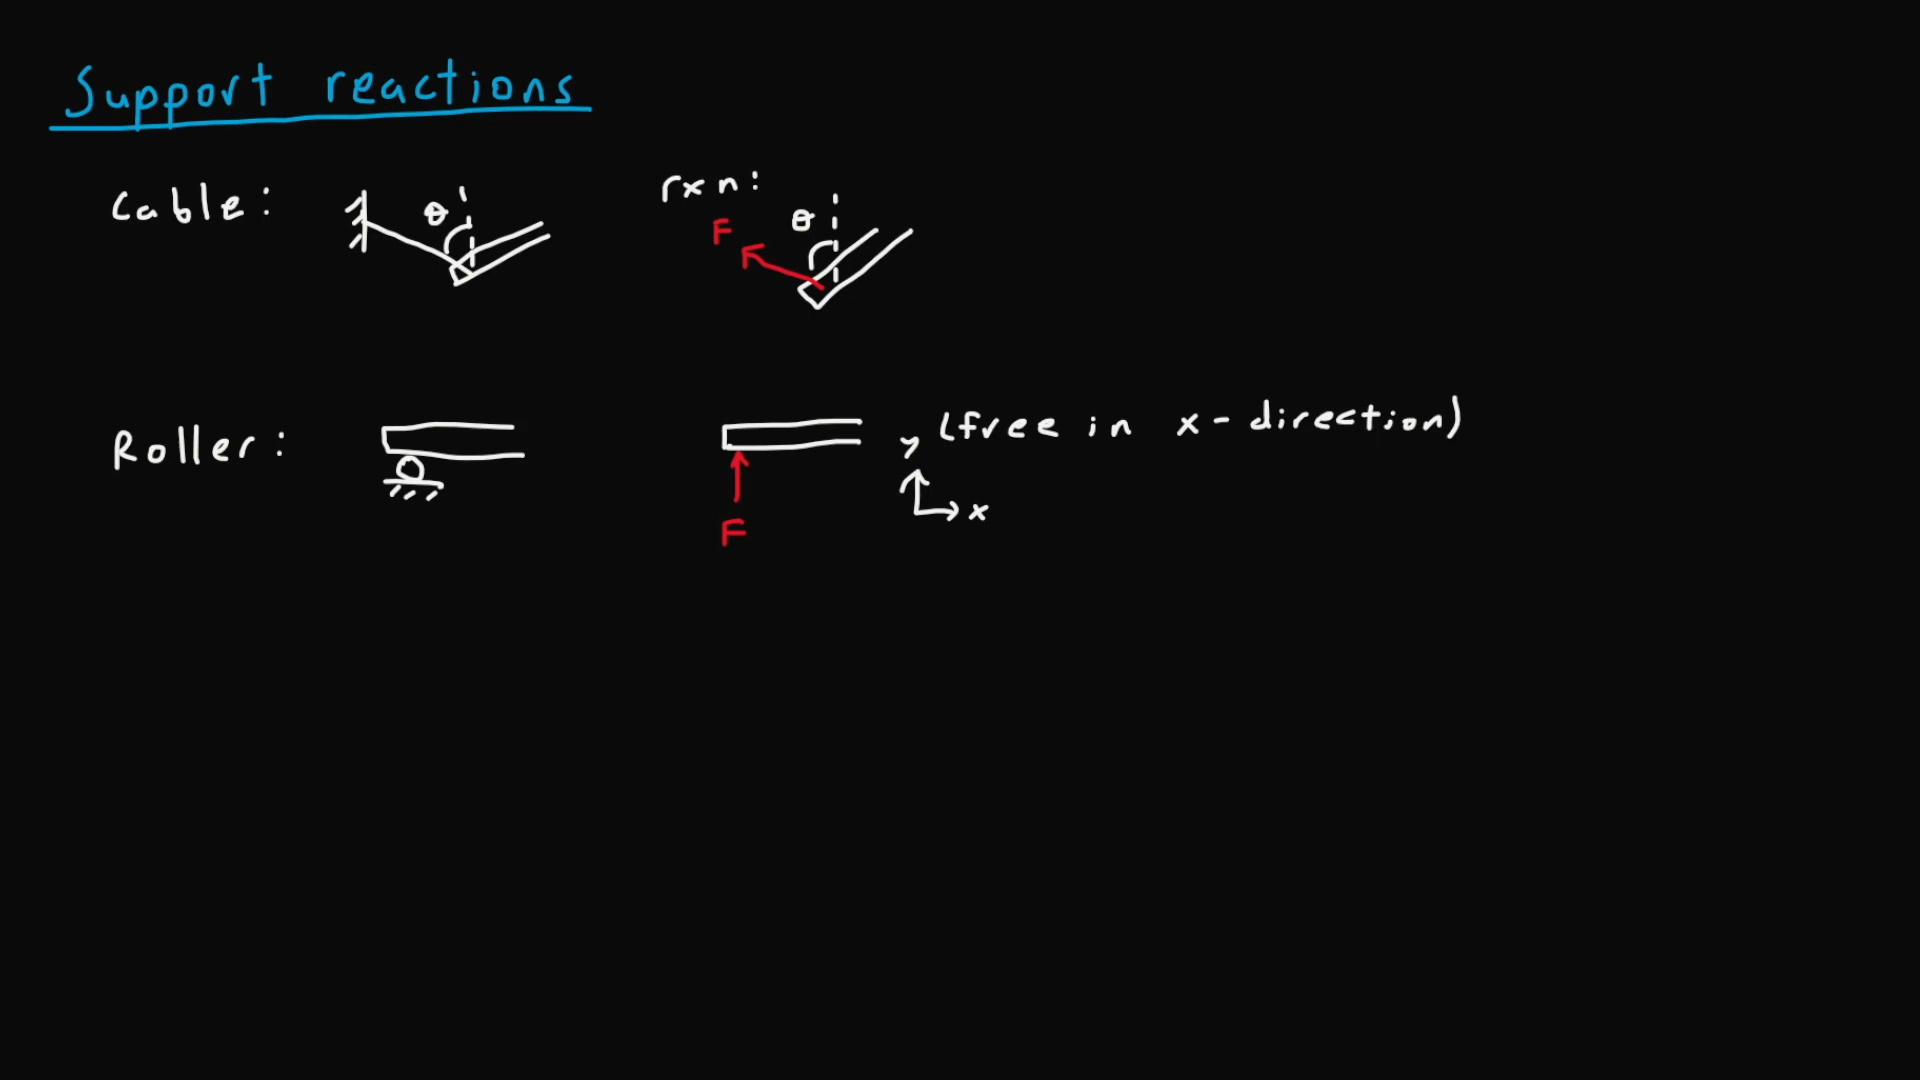 Support reactions
Cable:
θ
rxn:
θ
F
Roller:
y (free in x-direction)
x
F